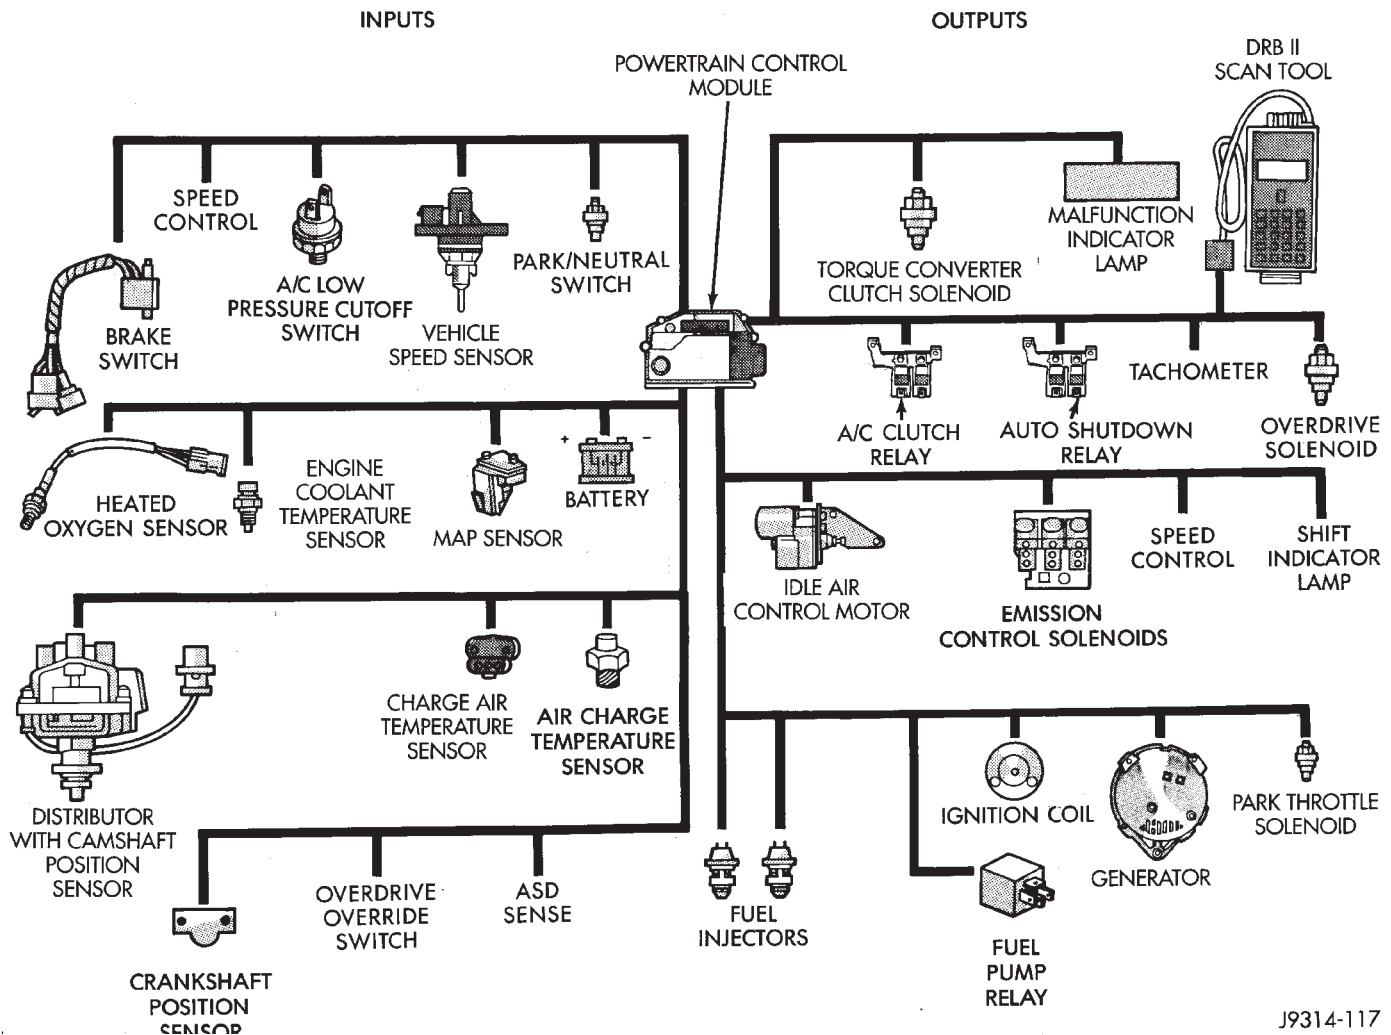 INPUTS
OUTPUTS
POWERTRAIN CONTROL
MODULE
DRB II
SCAN TOOL
SPEED
CONTROL
A/C LOW
PRESSURE CUTOFF
SWITCH
BRAKE
SWITCH
VEHICLE
SPEED SENSOR
PARK/NEUTRAL
SWITCH
TORQUE CONVERTER
CLUTCH SOLENOID
MALFUNCTION
INDICATOR
LAMP
A/C CLUTCH
RELAY
AUTO SHUTDOWN
RELAY
TACHOMETER
OVERDRIVE
SOLENOID
HEATED
OXYGEN SENSOR
ENGINE
COOLANT
TEMPERATURE
SENSOR
MAP SENSOR
+ −
BATTERY
IDLE AIR
CONTROL MOTOR
EMISSION
CONTROL SOLENOIDS
SPEED
CONTROL
SHIFT
INDICATOR
LAMP
DISTRIBUTOR
WITH CAMSHAFT
POSITION
SENSOR
CHARGE AIR
TEMPERATURE
SENSOR
AIR CHARGE
TEMPERATURE
SENSOR
IGNITION COIL
GENERATOR
PARK THROTTLE
SOLENOID
CRANKSHAFT
POSITION
SENSOR
OVERDRIVE
OVERRIDE
SWITCH
ASD
SENSE
FUEL
INJECTORS
FUEL
PUMP
RELAY
J9314-117